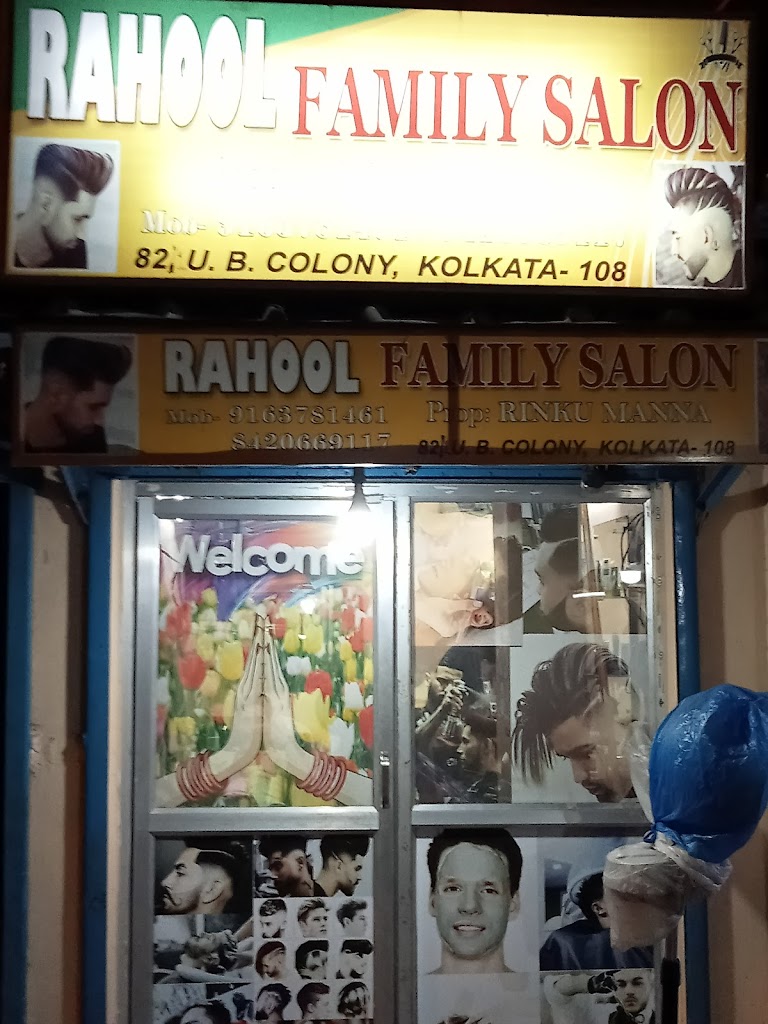 RAHOOL FAMILY SALON
Mob-
82, U. B. COLONY, KOLKATA- 108
RAHOOL FAMILY SALON
Mob- 9163781461 Prop: RINKU MANNA
8420669117 82, U. B. COLONY, KOLKATA- 108
Welcome